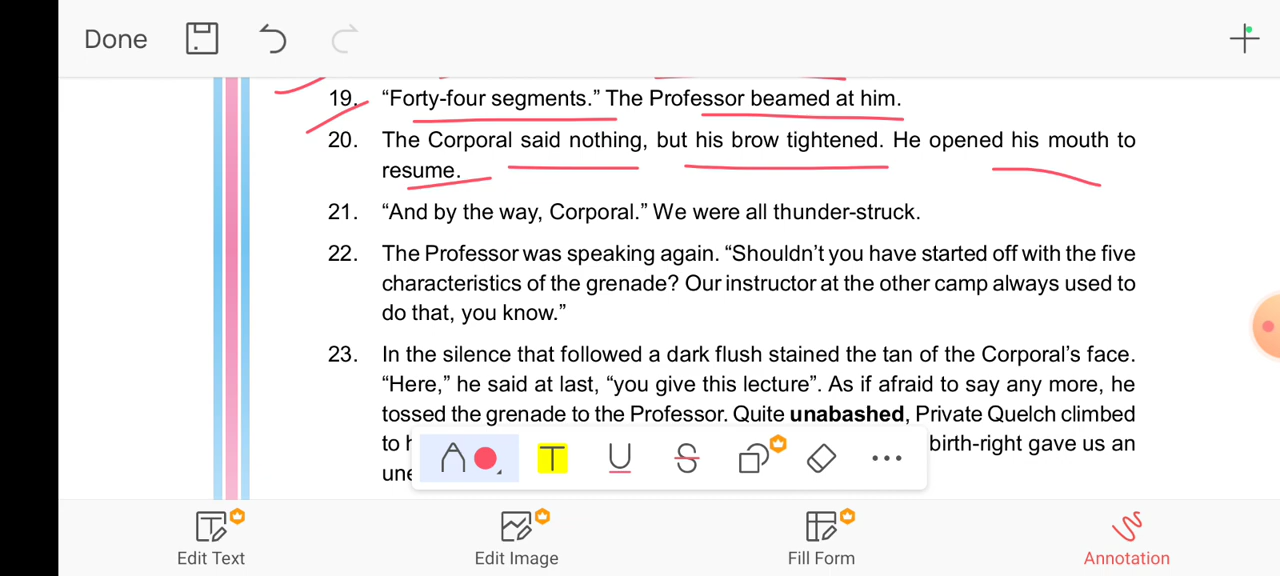 Done
19. “Forty-four segments.” The Professor beamed at him.
20. The Corporal said nothing, but his brow tightened. He opened his mouth to
resume.
21. “And by the way, Corporal.” We were all thunder-struck.
22. The Professor was speaking again. “Shouldn’t you have started off with the five
characteristics of the grenade? Our instructor at the other camp always used to
do that, you know.”
23. In the silence that followed a dark flush stained the tan of the Corporal’s face.
“Here,” he said at last, “you give this lecture”. As if afraid to say any more, he
tossed the grenade to the Professor. Quite unabashed, Private Quelch climbed
to birth-right gave us an
T U S
Edit Text
Edit Image
Fill Form
Annotation